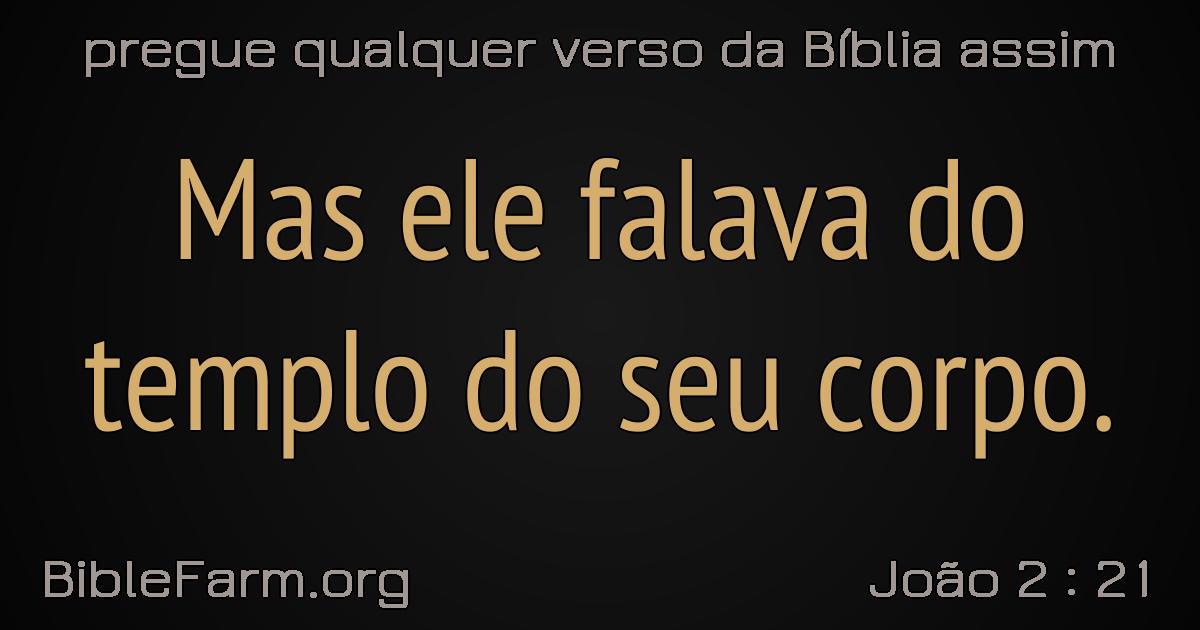 pregue qualquer verso da Bíblia assim
Mas ele falava do
templo do seu corpo.
BibleFarm.org
João 2 : 21